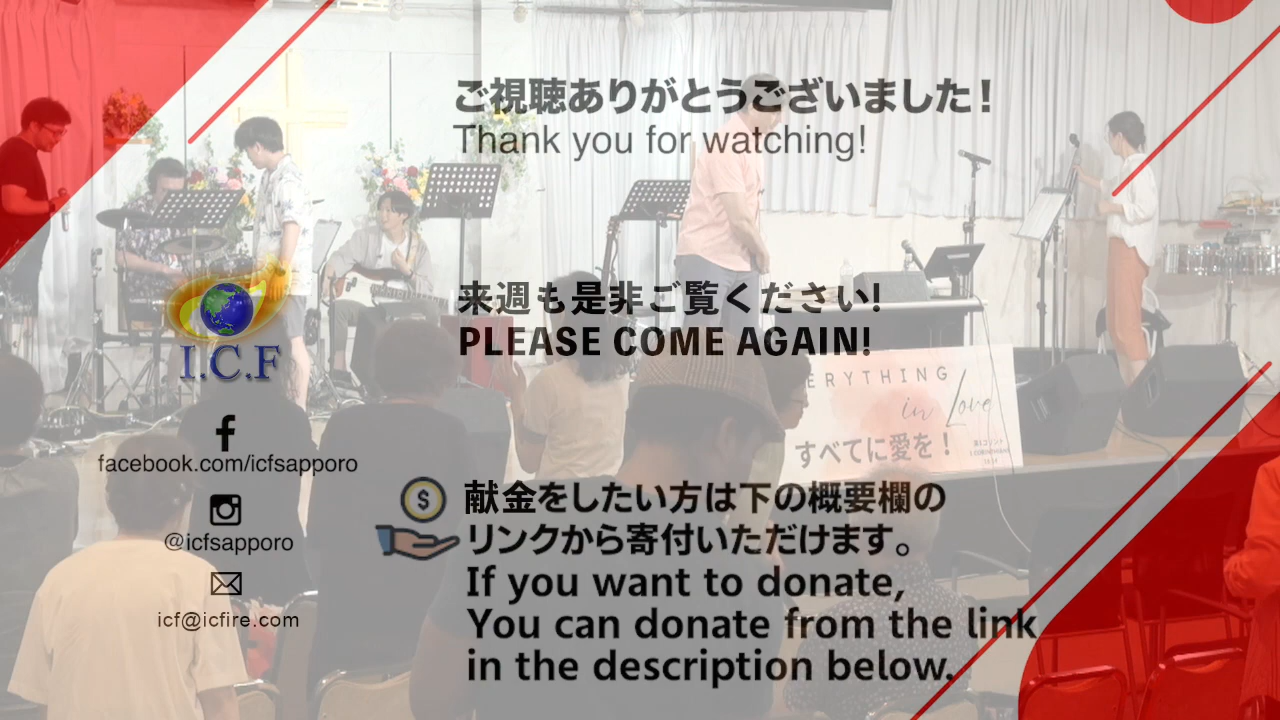 ご視聴ありがとうございました!
Thank you for watching!
来週も是非ご覧ください!
PLEASE COME AGAIN!
I.C.F
facebook.com/icfsapporo
@icfsapporo
icf@icfire.com
ERYTHING
in Love
すべてに愛を!
$
献金をしたい方は下の概要欄の
リンクから寄付いただけます。
If you want to donate,
You can donate from the link
in the description below.